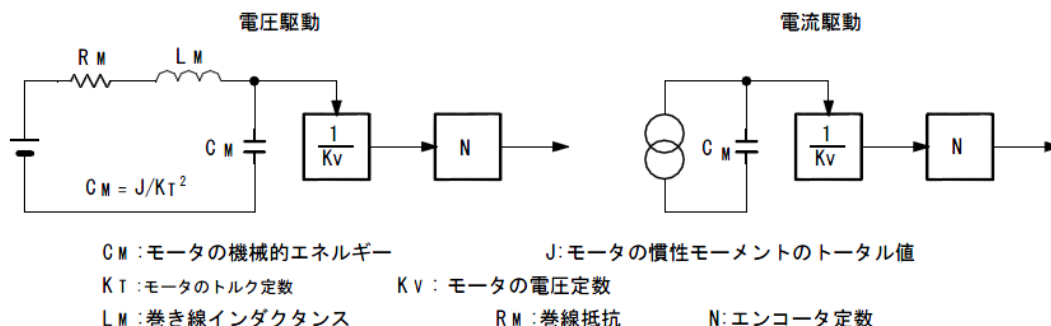 電圧駆動
電流駆動
RM
LM
CM
1
Kv
N
CM = J/KT²
CM
1
Kv
N
CM:モータの機械的エネルギー J:モータの慣性モーメントのトータル値
KT:モータのトルク定数 Kv:モータの電圧定数
LM:巻き線インダクタンス RM:巻線抵抗 N:エンコータ定数